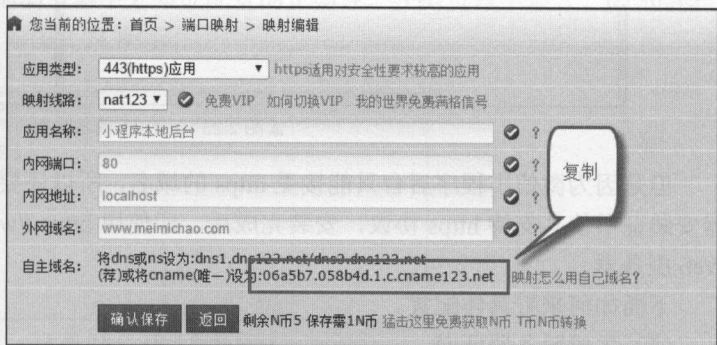 您当前的位置：首页 > 端口映射 > 映射编辑
应用类型： 443(https)应用 https适用对安全性要求较高的应用
映射线路： nat123 免费VIP 如何切换VIP 我的世界免费满格信号
应用名称： 小程序本地后台 ?
内网端口： 80 ?
复制
内网地址： localhost ?
外网域名： www.meimichao.com ?
自主域名： 将dns或ns设为:dns1.dns123.net/dns2.dns123.net
(荐)或将cname(唯一)设为:06a5b7.058b4d.1.c.cname123.net 映射怎么用自己域名?
确认保存 返回 剩余N币5 保存需1N币 猛击这里免费获取N币 T币N币转换